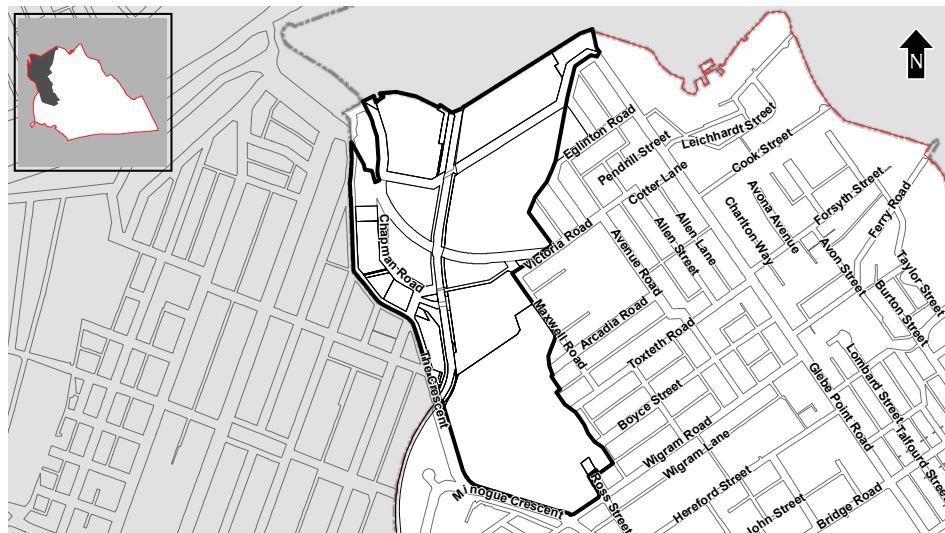 N
Eglinton Road
Pendrill Street
Leichhardt Street
Cotter Lane
Cook Street
Forsyth Street
Ferry Road
Avona Avenue
Charlton Way
Allen Lane
Allen Street
Avenue Road
Victoria Road
Chapman Road
Avon Street
Taylor Street
Burton Street
Maxwell Road
Arcadia Road
Toxteth Road
The Crescent
Lombard Street
Glebe Point Road
Boyce Street
Talfourd Street
Wigram Road
Wigram Lane
Hereford Street
Ross Street
Minogue Crescent
John Street
Bridge Road